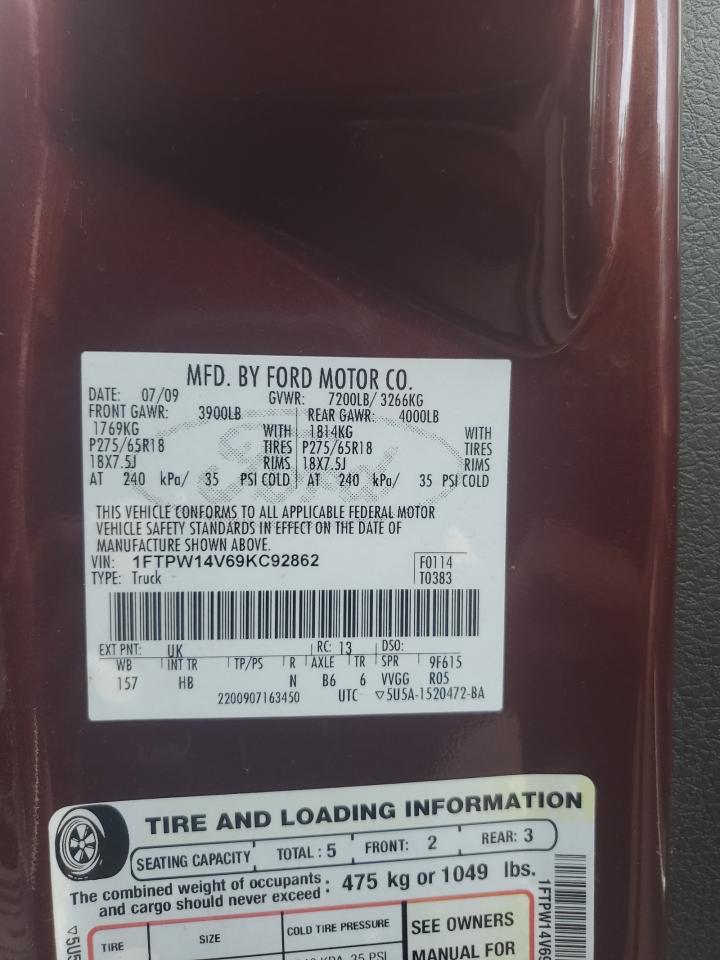 MFD. BY FORD MOTOR CO.
DATE: 07/09 GVWR: 7200LB/ 3266KG
FRONT GAWR: 3900LB REAR GAWR: 4000LB
1769KG WITH 1814KG WITH
P275/65R18 TIRES P275/65R18 TIRES
18X7.5J RIMS 18X7.5J RIMS
AT 240 kPa/ 35 PSI COLD AT 240 kPa/ 35 PSI COLD
Ford
THIS VEHICLE CONFORMS TO ALL APPLICABLE FEDERAL MOTOR
VEHICLE SAFETY STANDARDS IN EFFECT ON THE DATE OF
MANUFACTURE SHOWN ABOVE.
VIN: 1FTPW14V69KC92862 F0114
TYPE: Truck T0383
EXT PNT: UK RC: 13 DSO:
WB INT TR TP/PS R AXLE TR SPR 9F615
157 HB N B6 6 VVGG R05
2200907163450 UTC ▽5U5A-1520472-BA
TIRE AND LOADING INFORMATION
SEATING CAPACITY TOTAL: 5 FRONT: 2 REAR: 3
The combined weight of occupants : 475 kg or 1049 lbs.
and cargo should never exceed
TIRE SIZE COLD TIRE PRESSURE SEE OWNERS
MANUAL FOR
35 PSI
▽5U5
1FTPW14V69